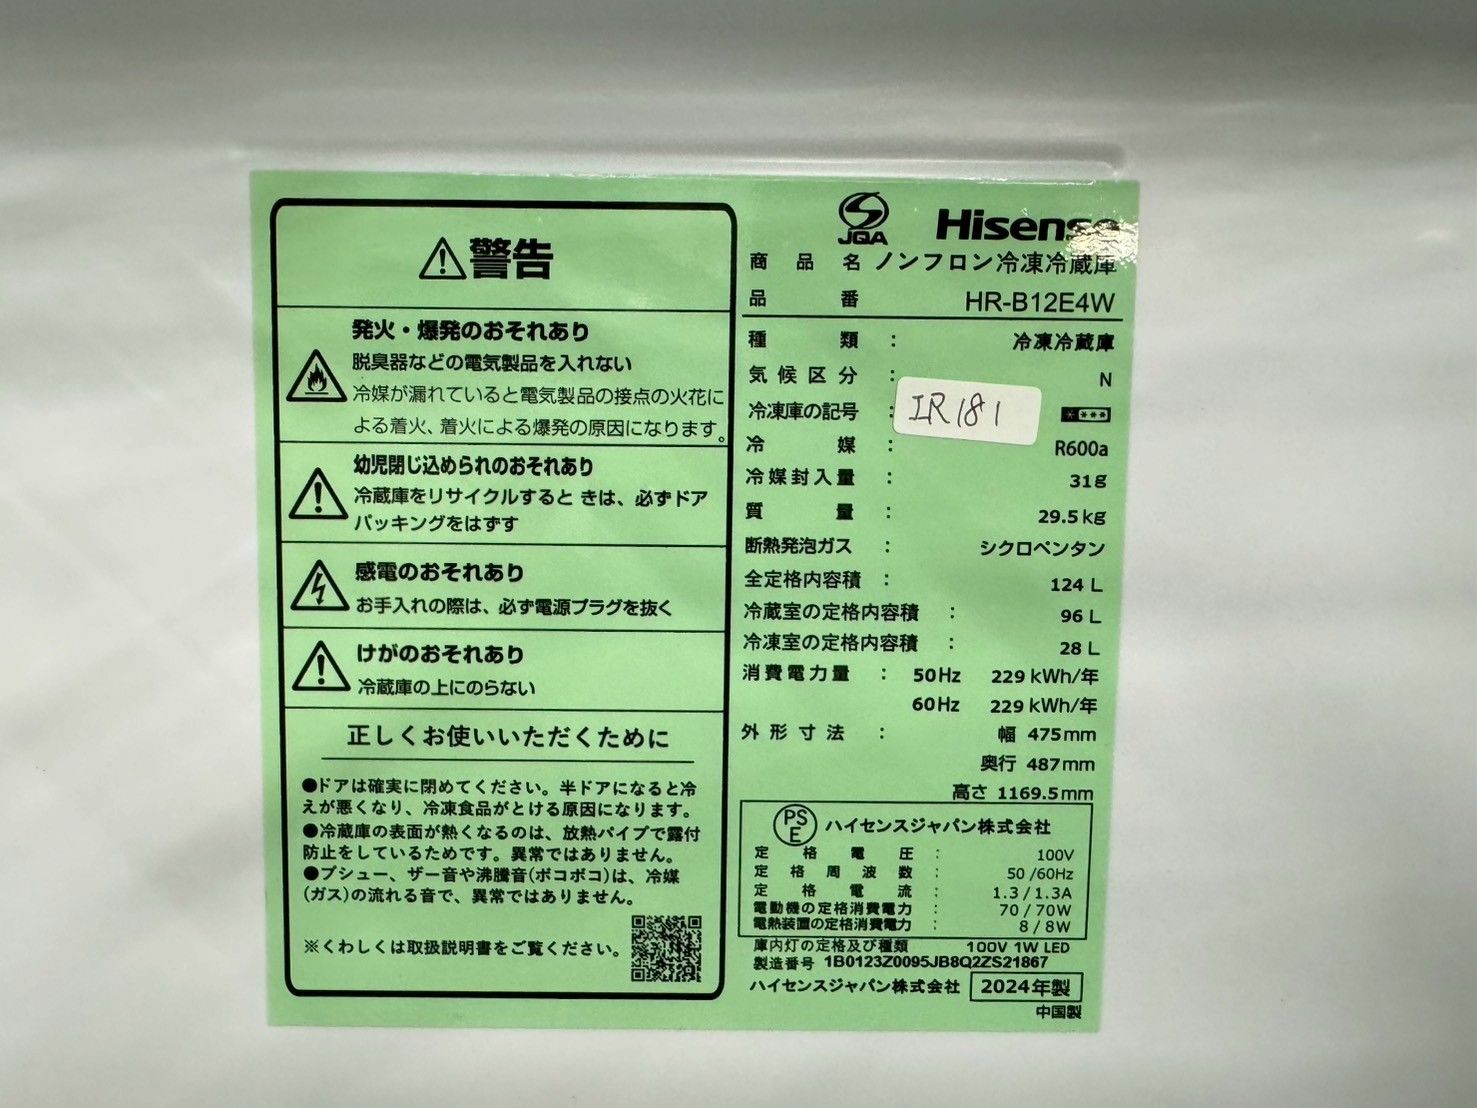 警告
発火・爆発のおそれあり
脱臭器などの電気製品を入れない
冷媒が漏れていると電気製品の接点の火花に
よる着火、着火による爆発の原因になります。
幼児閉じ込められのおそれあり
冷蔵庫をリサイクルすると きは、必ずドア
パッキングをはずす
感電のおそれあり
お手入れの際は、必ず電源プラグを抜く
けがのおそれあり
冷蔵庫の上にのらない
正しくお使いいただくために
●ドアは確実に閉めてください。半ドアになると冷
えが悪くなり、冷凍食品がとける原因になります。
●冷蔵庫の表面が熱くなるのは、放熱パイプで露付
防止をしているためです。異常ではありません。
●ブシュー、ザー音や沸騰音(ボコボコ)は、冷媒
(ガス)の流れる音で、異常ではありません。
※くわしくは取扱説明書をご覧ください。
JQA Hisense
商品名 ノンフロン冷凍冷蔵庫
品番 HR-B12E4W
種類 : 冷凍冷蔵庫
気候区分 : N
冷凍庫の記号 : IR181 ****
冷媒 : R600a
冷媒封入量 : 31g
質量 : 29.5kg
断熱発泡ガス : シクロペンタン
全定格内容積 : 124 L
冷蔵室の定格内容積 : 96 L
冷凍室の定格内容積 : 28 L
消費電力量 : 50Hz 229 kWh/年
60Hz 229 kWh/年
外形寸法 : 幅 475mm
奥行 487mm
高さ 1169.5mm
PSE ハイセンスジャパン株式会社
定格電圧 : 100V
定格周波数 : 50/60Hz
定格電流 : 1.3/1.3A
電動機の定格消費電力 : 70/70W
電熱装置の定格消費電力 : 8/8W
庫内灯の定格及び種類 100V 1W LED
製造番号 1B0123Z0095JB8Q2ZS21867
ハイセンスジャパン株式会社 2024年製
中国製